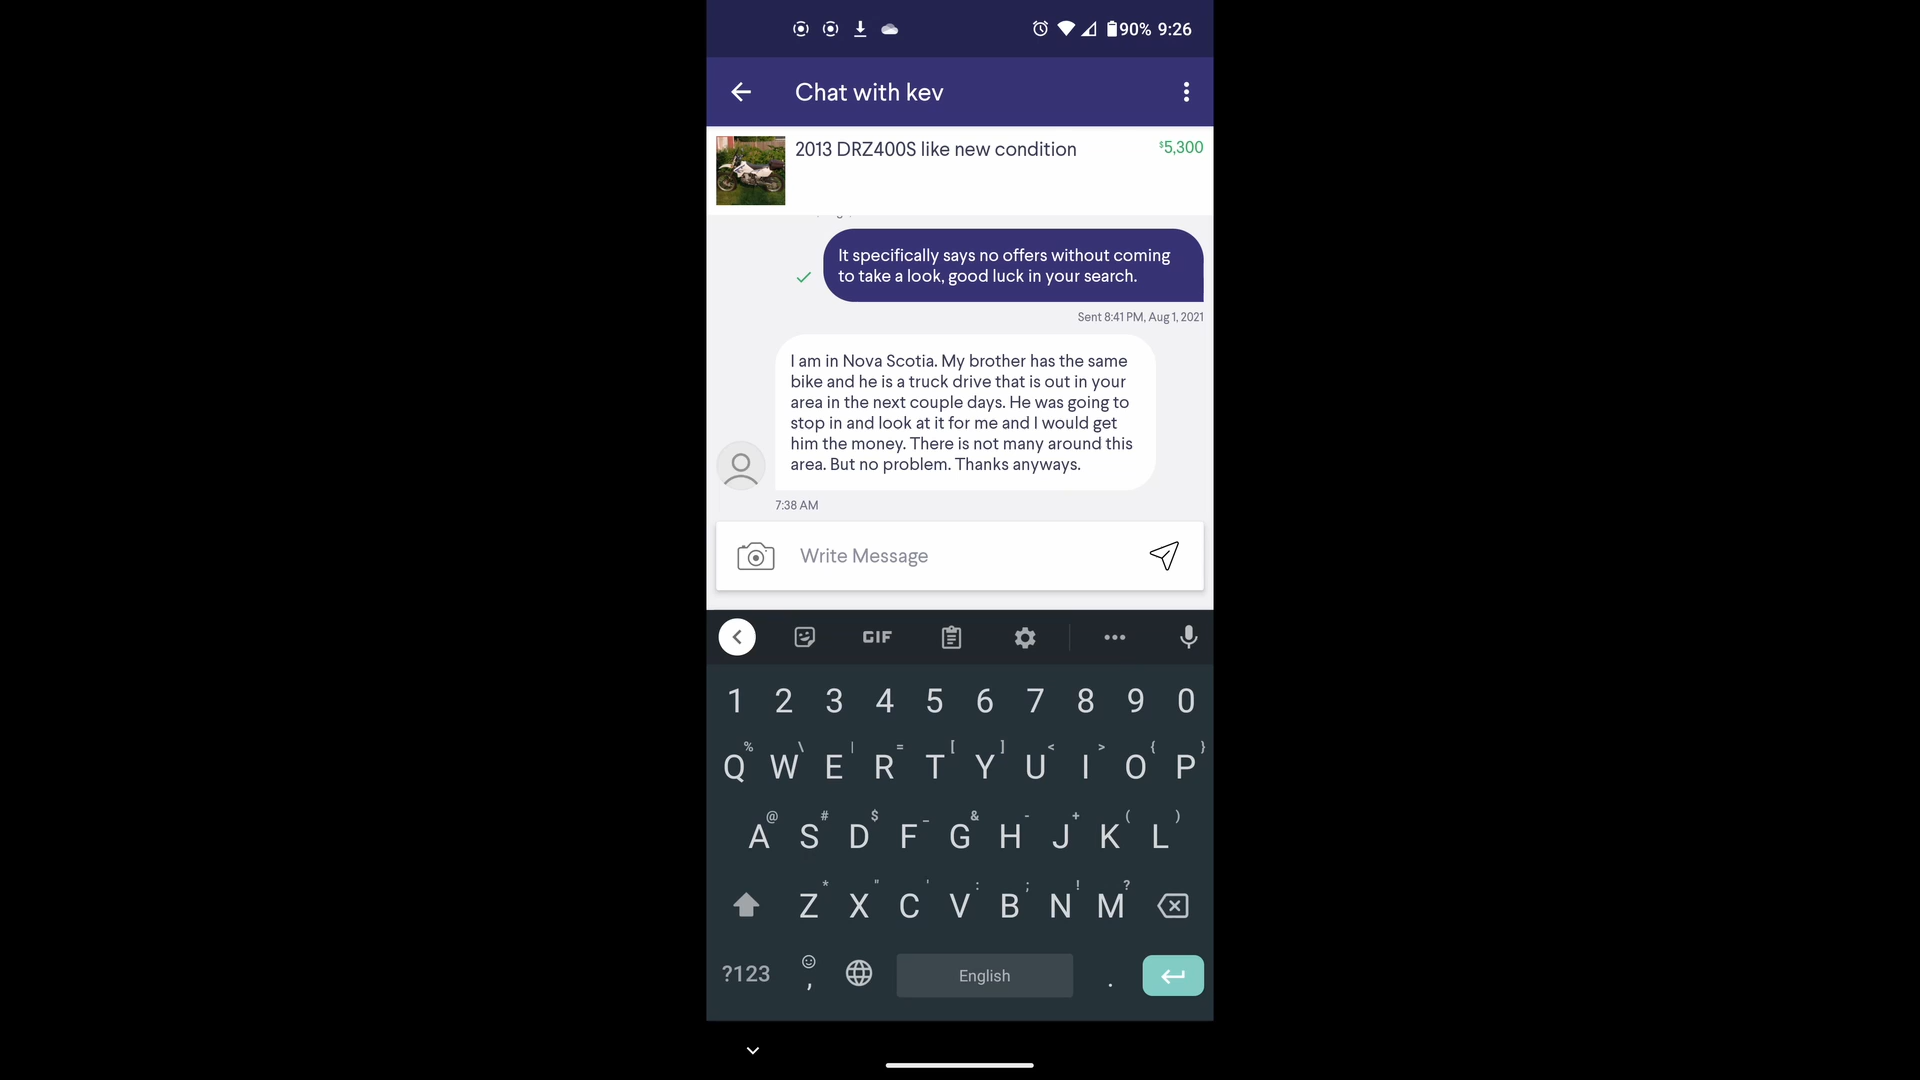 90% 9:26
Chat with kev
2013 DRZ400S like new condition
$5,300
It specifically says no offers without coming
to take a look, good luck in your search.
Sent 8:41 PM, Aug 1, 2021
I am in Nova Scotia. My brother has the same
bike and he is a truck drive that is out in your
area in the next couple days. He was going to
stop in and look at it for me and I would get
him the money. There is not many around this
area. But no problem. Thanks anyways.
7:38 AM
Write Message
GIF
1 2 3 4 5 6 7 8 9 0
% \ | = [ ] < > { }
Q W E R T Y U I O P
@ # $ _ & - + ( )
A S D F G H J K L
* " ' : ; ! ?
Z X C V B N M
?123 , English .